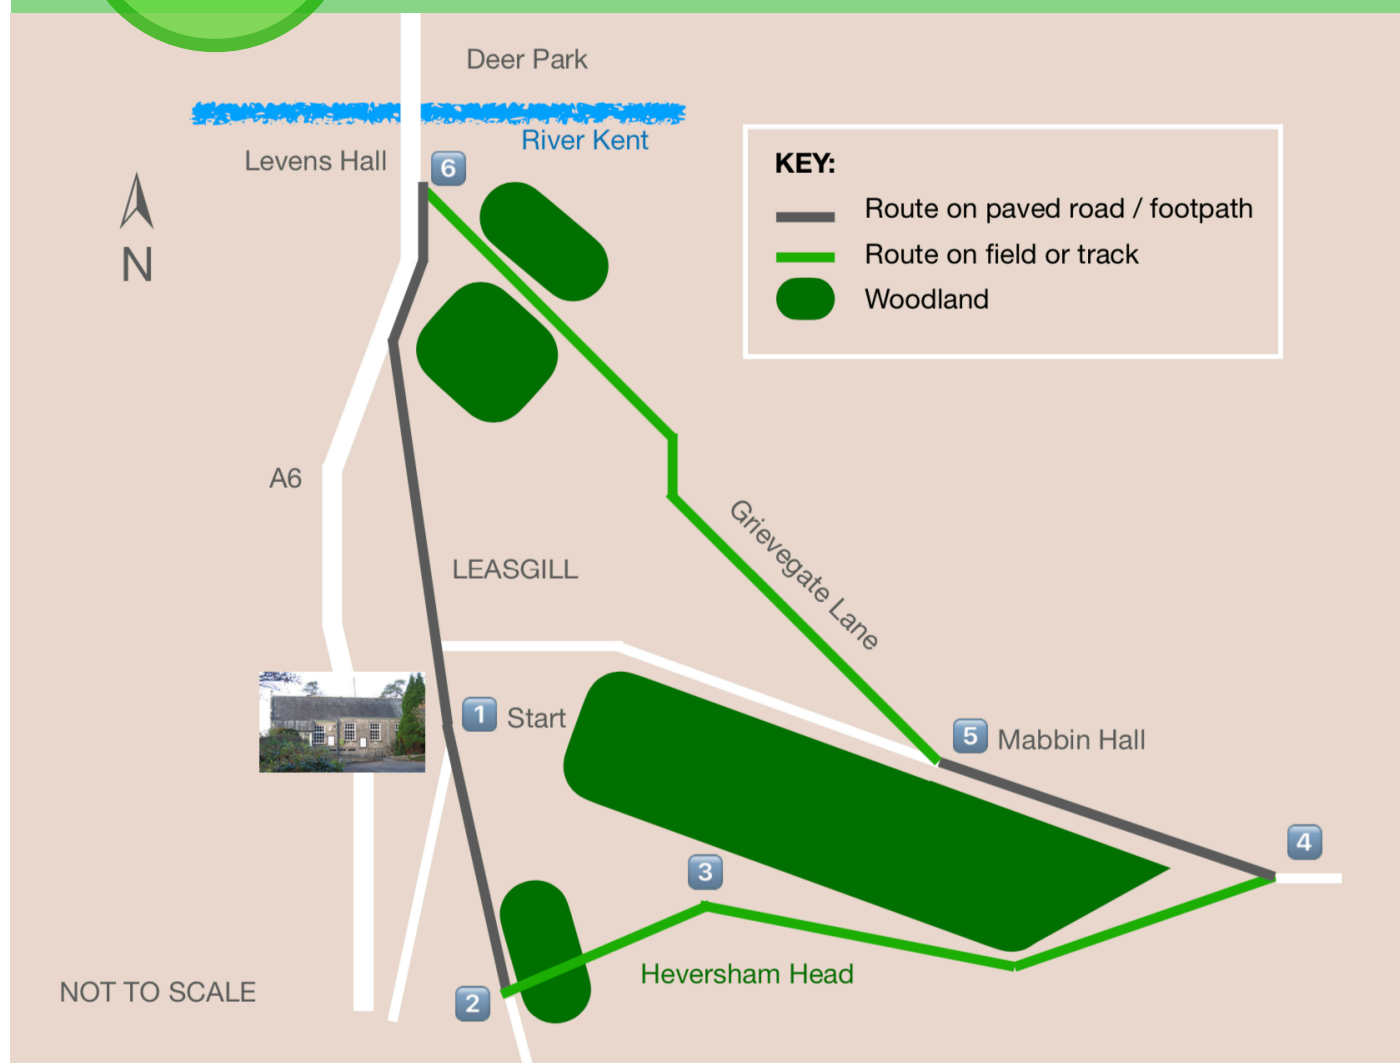 Deer Park
River Kent
Levens Hall
6
N
KEY:
Route on paved road / footpath
Route on field or track
Woodland
A6
Grievegate Lane
LEASGILL
1 Start
5 Mabbin Hall
4
3
Heversham Head
2
NOT TO SCALE